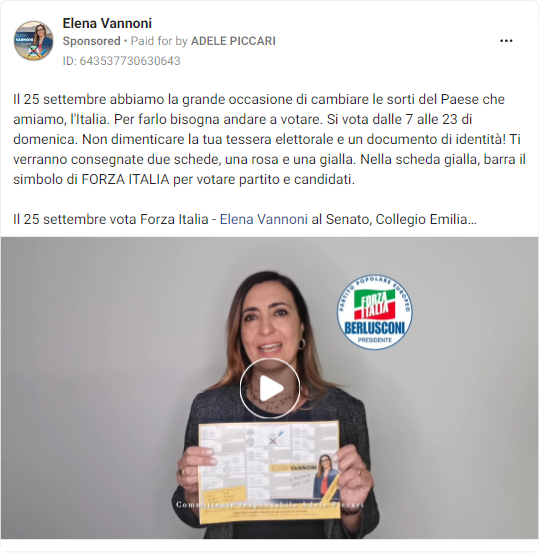 Elena Vannoni
Sponsored • Paid for by ADELE PICCARI
ID: 643537730630643
Il 25 settembre abbiamo la grande occasione di cambiare le sorti del Paese che
amiamo, l'Italia. Per farlo bisogna andare a votare. Si vota dalle 7 alle 23 di
domenica. Non dimenticare la tua tessera elettorale e un documento di identità! Ti
verranno consegnate due schede, una rosa e una gialla. Nella scheda gialla, barra il
simbolo di FORZA ITALIA per votare partito e candidati.
Il 25 settembre vota Forza Italia - Elena Vannoni al Senato, Collegio Emilia...
PARTITO POPOLARE EUROPEO
FORZA
ITALIA
BERLUSCONI
PRESIDENTE
ELENA VANNONI
Committente responsabile Adele Piccari